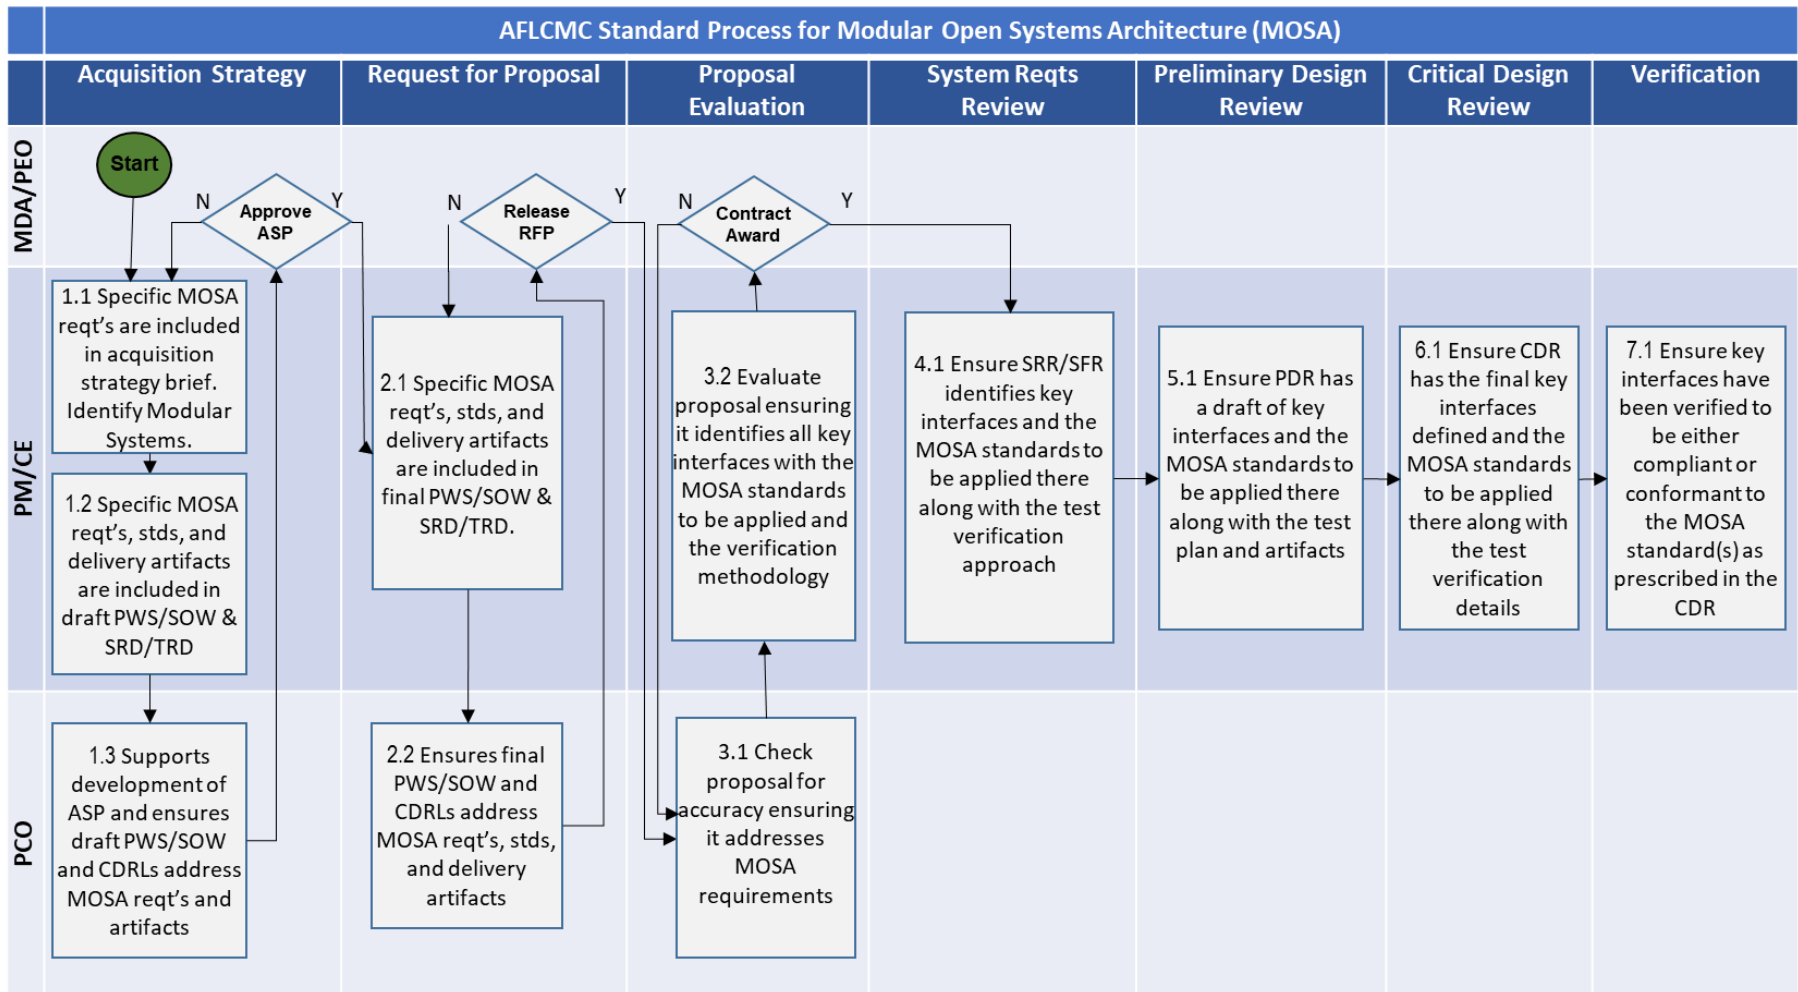 AFLCMC Standard Process for Modular Open Systems Architecture (MOSA)
Acquisition Strategy
Request for Proposal
Proposal
Evaluation
System Reqts
Review
Preliminary Design
Review
Critical Design
Review
Verification
MDA/PEO
Start
N
Approve
ASP
Y
N
Release
RFP
Y
N
Contract
Award
Y
PM/CE
1.1 Specific MOSA
reqt's are included
in acquisition
strategy brief.
Identify Modular
Systems.
1.2 Specific MOSA
reqt's, stds, and
delivery artifacts
are included in
draft PWS/SOW &
SRD/TRD
2.1 Specific MOSA
reqt's, stds, and
delivery artifacts
are included in
final PWS/SOW &
SRD/TRD.
3.2 Evaluate
proposal ensuring
it identifies all key
interfaces with the
MOSA standards
to be applied and
the verification
methodology
4.1 Ensure SRR/SFR
identifies key
interfaces and the
MOSA standards to
be applied there
along with the test
verification
approach
5.1 Ensure PDR has
a draft of key
interfaces and the
MOSA standards to
be applied there
along with the test
plan and artifacts
6.1 Ensure CDR
has the final key
interfaces
defined and the
MOSA standards
to be applied
there along with
the test
verification
details
7.1 Ensure key
interfaces have
been verified to
be either
compliant or
conformant to
the MOSA
standard(s) as
prescribed in the
CDR
PCO
1.3 Supports
development of
ASP and ensures
draft PWS/SOW
and CDRLs address
MOSA reqt's and
artifacts
2.2 Ensures final
PWS/SOW and
CDRLs address
MOSA reqt's, stds,
and delivery
artifacts
3.1 Check
proposal for
accuracy ensuring
it addresses
MOSA
requirements